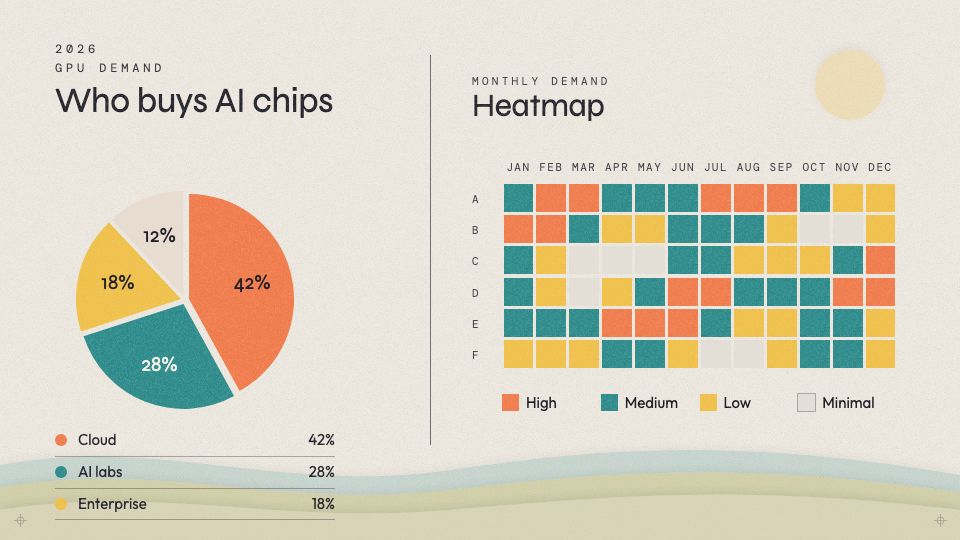 2026
GPU DEMAND
Who buys AI chips
12%
42%
18%
28%
Cloud 42%
AI labs 28%
Enterprise 18%
MONTHLY DEMAND
Heatmap
JAN FEB MAR APR MAY JUN JUL AUG SEP OCT NOV DEC
A
B
C
D
E
F
High Medium Low Minimal